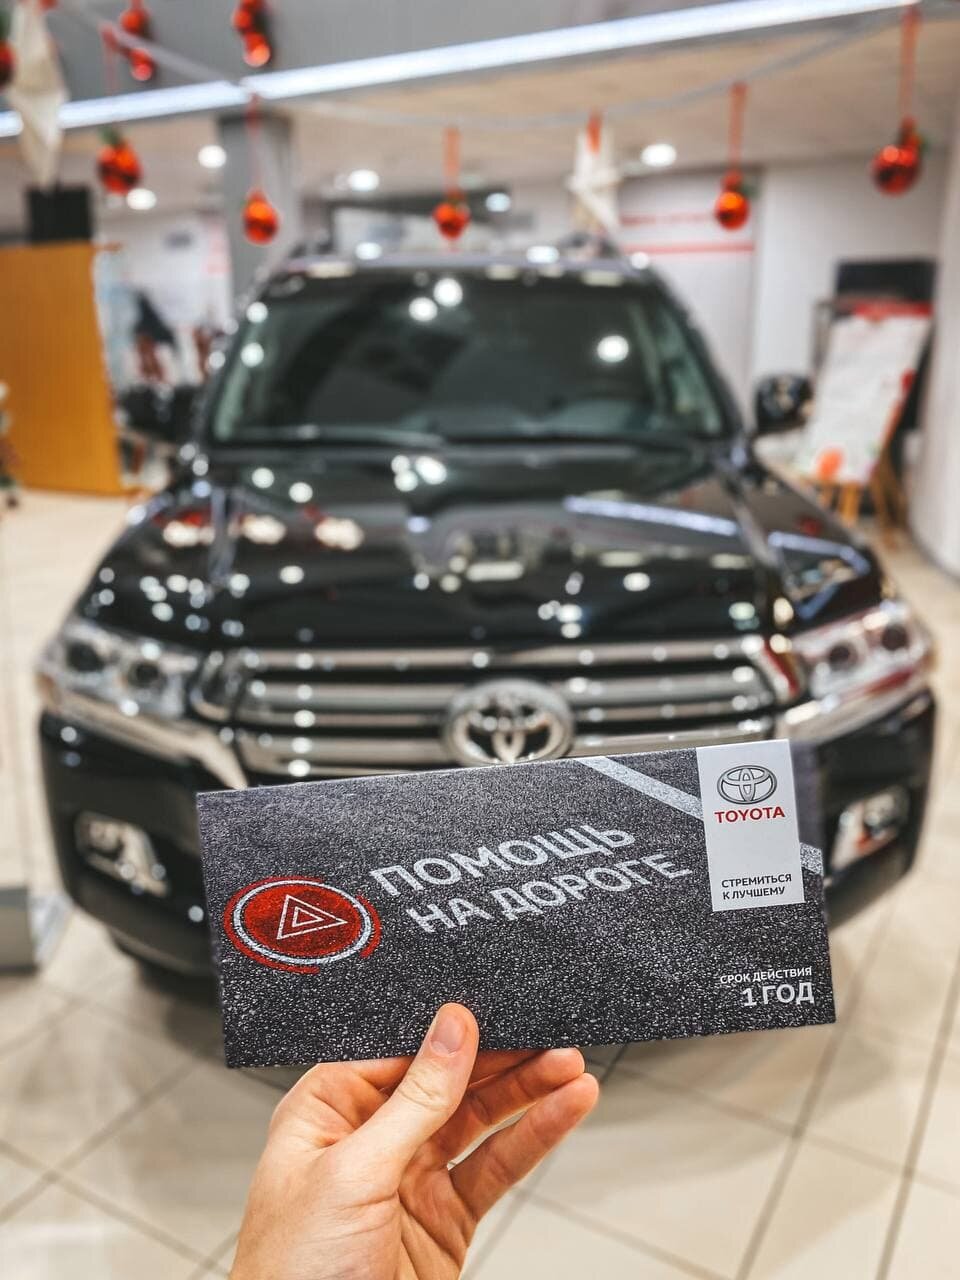 TOYOTA
СТРЕМИТЬСЯ
К ЛУЧШЕМУ
ПОМОЩЬ
НА ДОРОГЕ
СРОК ДЕЙСТВИЯ
1 ГОД